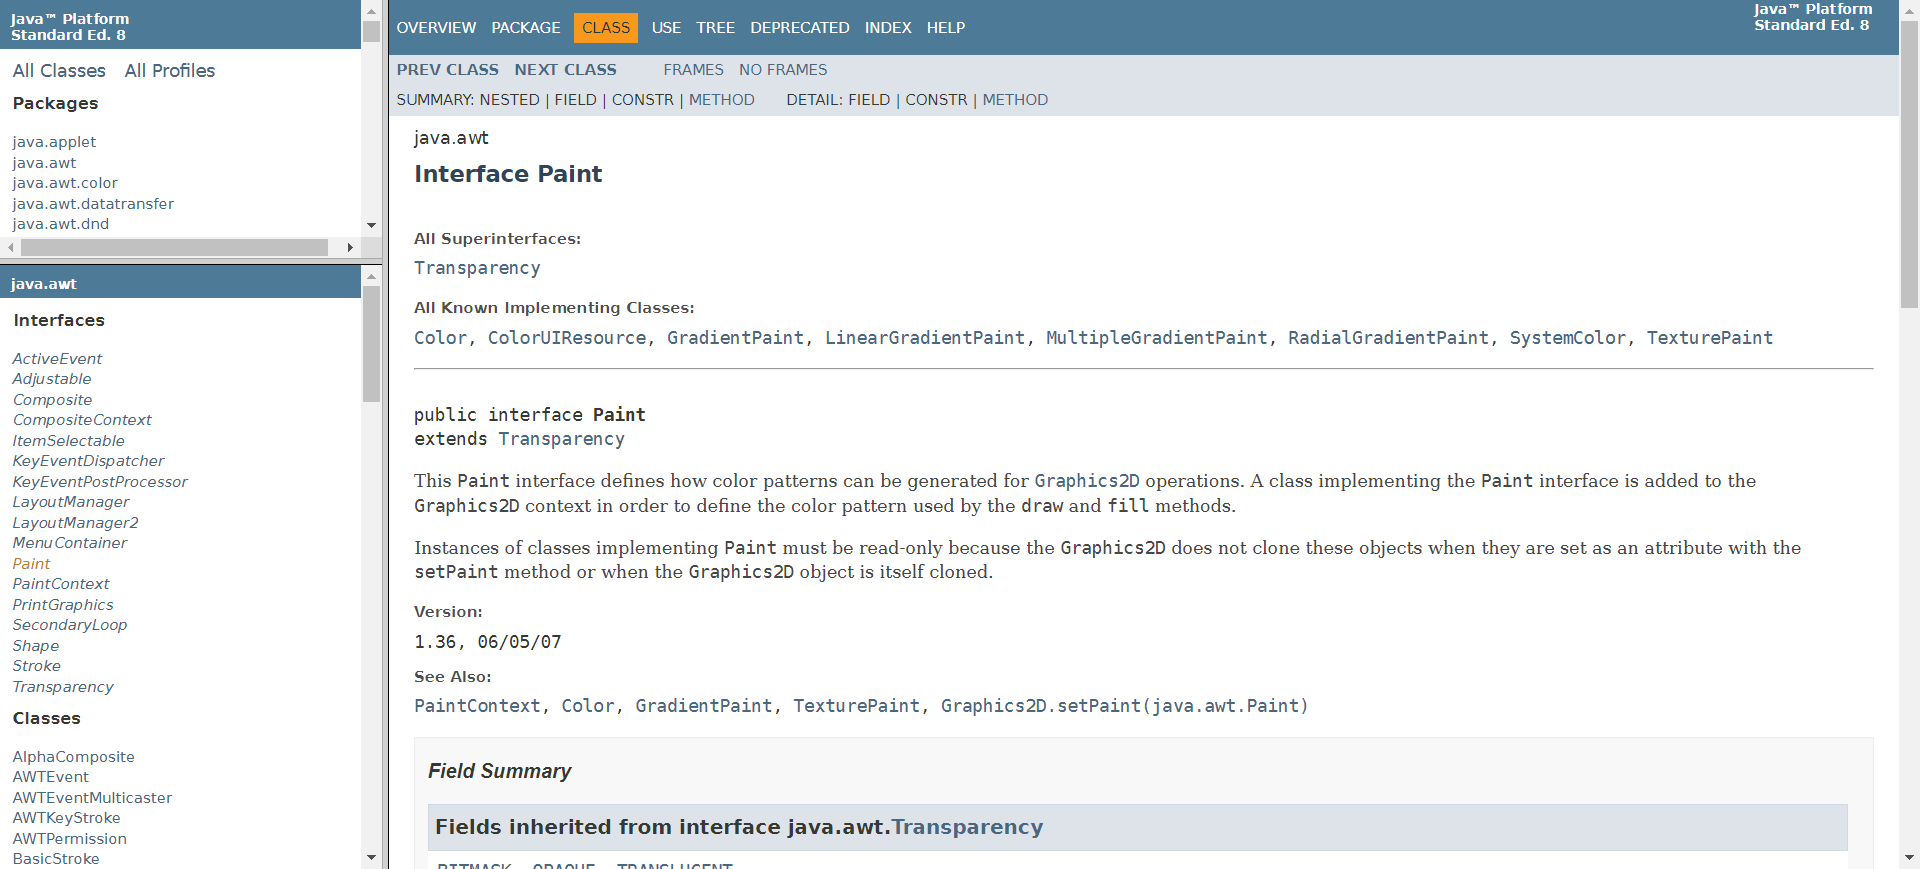 Java™ Platform
Standard Ed. 8
All Classes All Profiles
Packages
java.applet
java.awt
java.awt.color
java.awt.datatransfer
java.awt.dnd
java.awt
Interfaces
ActiveEvent
Adjustable
Composite
CompositeContext
ItemSelectable
KeyEventDispatcher
KeyEventPostProcessor
LayoutManager
LayoutManager2
MenuContainer
Paint
PaintContext
PrintGraphics
SecondaryLoop
Shape
Stroke
Transparency
Classes
AlphaComposite
AWTEvent
AWTEventMulticaster
AWTKeyStroke
AWTPermission
BasicStroke
OVERVIEW PACKAGE CLASS USE TREE DEPRECATED INDEX HELP
Java™ Platform
Standard Ed. 8
PREV CLASS NEXT CLASS FRAMES NO FRAMES
SUMMARY: NESTED | FIELD | CONSTR | METHOD DETAIL: FIELD | CONSTR | METHOD
java.awt
Interface Paint
All Superinterfaces:
Transparency
All Known Implementing Classes:
Color, ColorUIResource, GradientPaint, LinearGradientPaint, MultipleGradientPaint, RadialGradientPaint, SystemColor, TexturePaint
public interface Paint
extends Transparency
This Paint interface defines how color patterns can be generated for Graphics2D operations. A class implementing the Paint interface is added to the
Graphics2D context in order to define the color pattern used by the draw and fill methods.
Instances of classes implementing Paint must be read-only because the Graphics2D does not clone these objects when they are set as an attribute with the
setPaint method or when the Graphics2D object is itself cloned.
Version:
1.36, 06/05/07
See Also:
PaintContext, Color, GradientPaint, TexturePaint, Graphics2D.setPaint(java.awt.Paint)
Field Summary
Fields inherited from interface java.awt.Transparency
BITMASK, OPAQUE, TRANSLUCENT